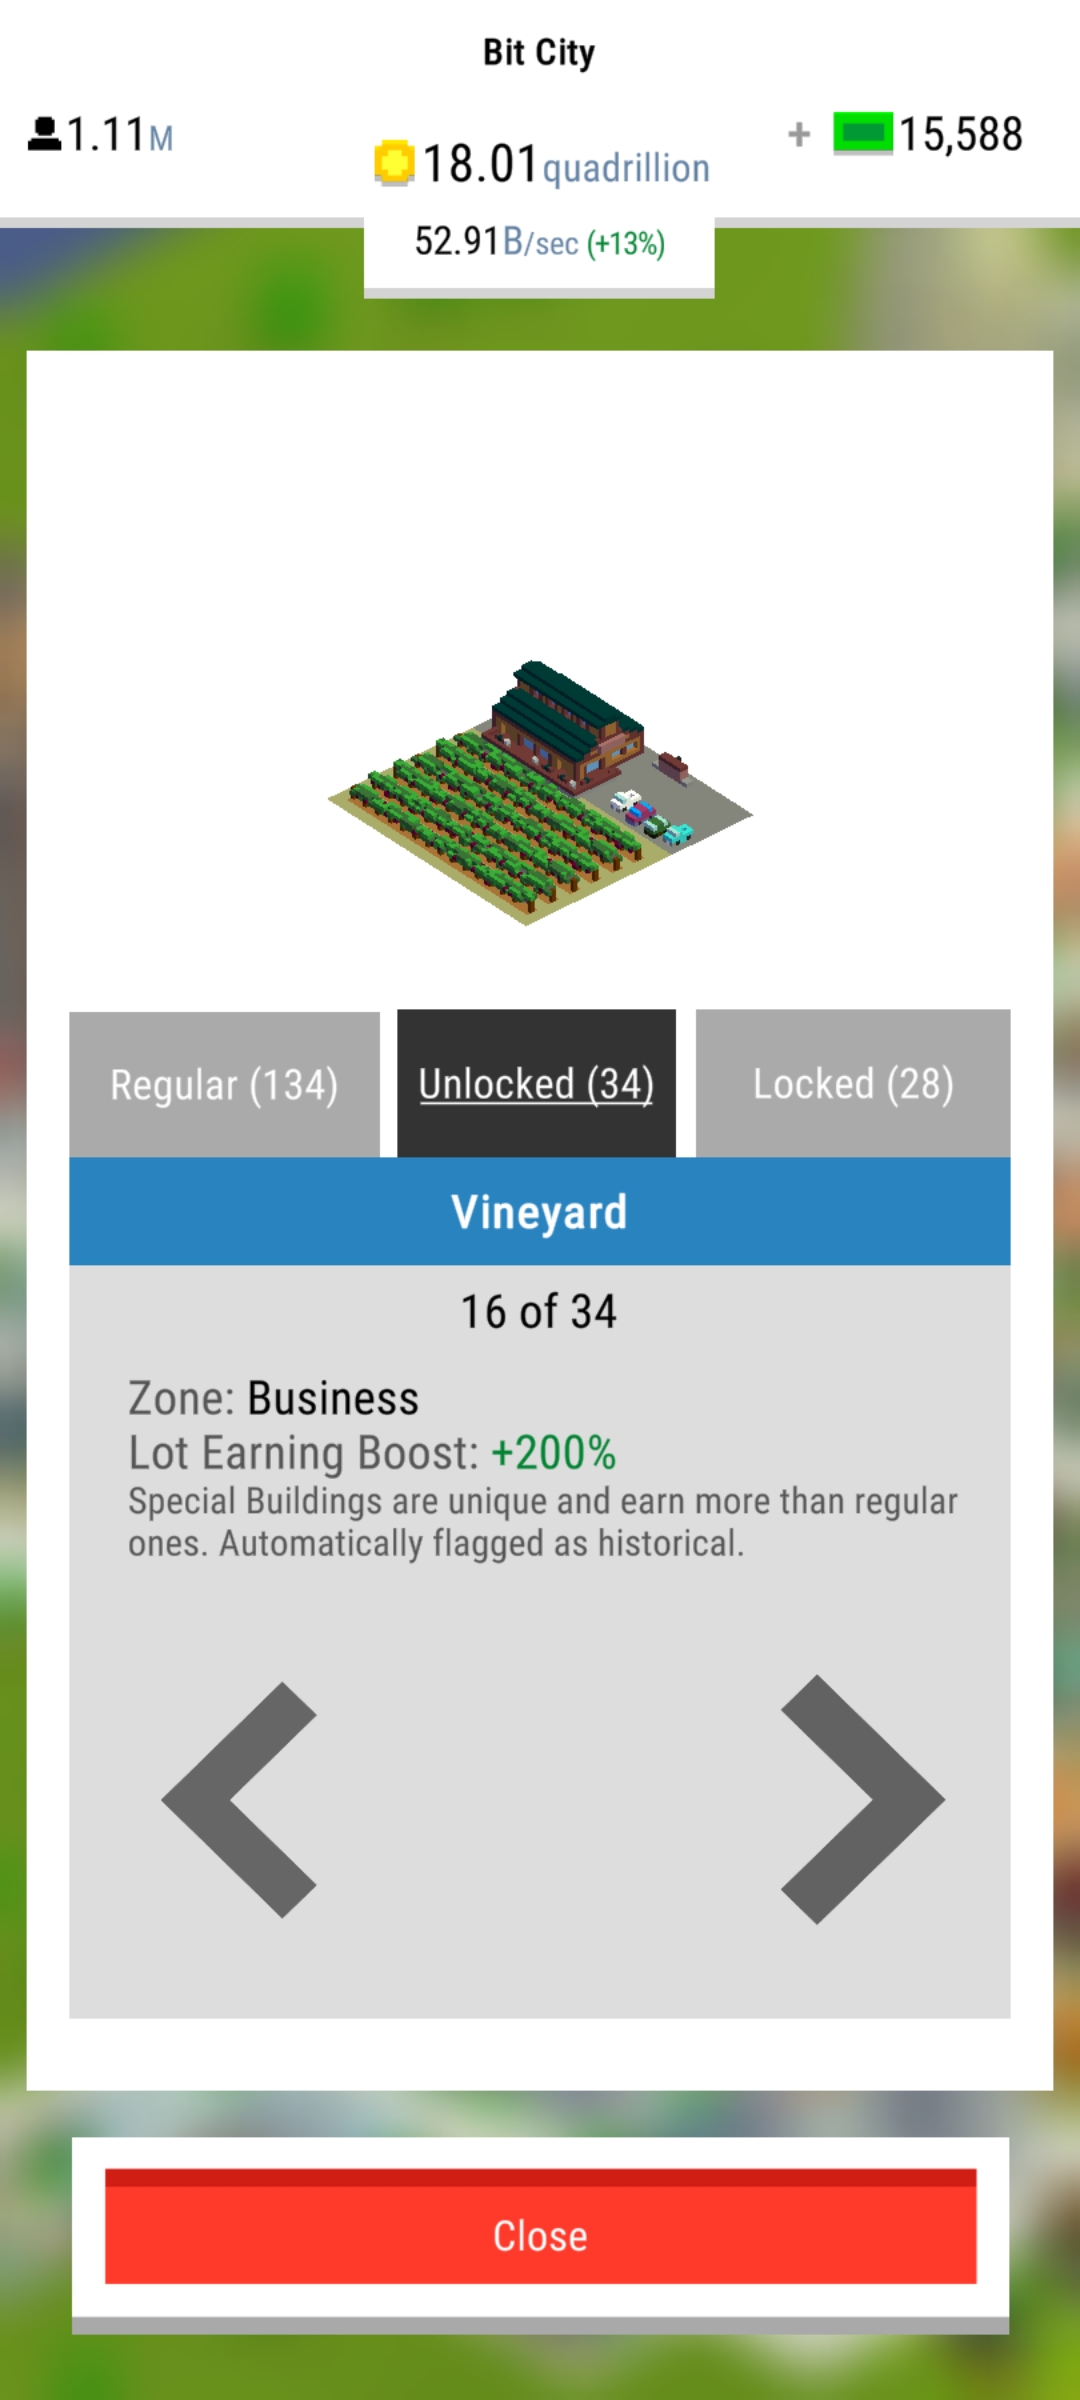 Bit City
1.11M
18.01quadrillion
+ 15,588
52.91B/sec (+13%)
Regular (134)
Unlocked (34)
Locked (28)
Vineyard
16 of 34
Zone: Business
Lot Earning Boost: +200%
Special Buildings are unique and earn more than regular
ones. Automatically flagged as historical.
Close